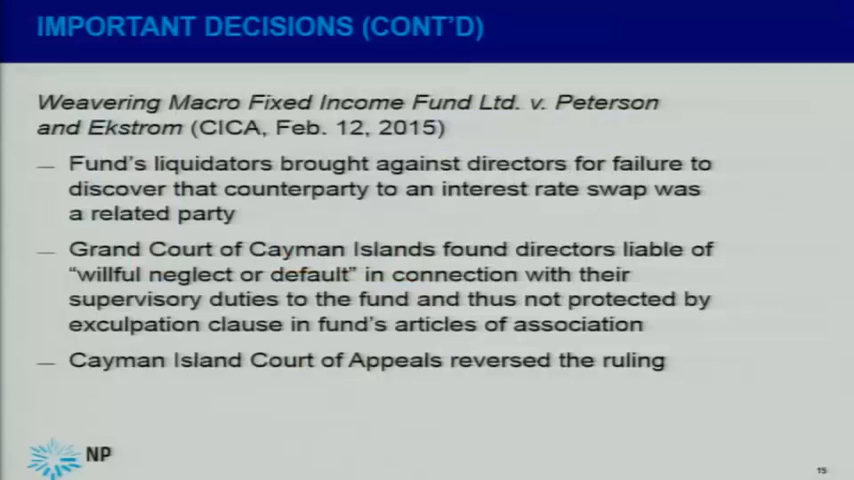 IMPORTANT DECISIONS (CONT'D)
Weavering Macro Fixed Income Fund Ltd. v. Peterson
and Ekstrom (CICA, Feb. 12, 2015)
— Fund's liquidators brought against directors for failure to
discover that counterparty to an interest rate swap was
a related party
— Grand Court of Cayman Islands found directors liable of
"willful neglect or default" in connection with their
supervisory duties to the fund and thus not protected by
exculpation clause in fund's articles of association
— Cayman Island Court of Appeals reversed the ruling
NP
15